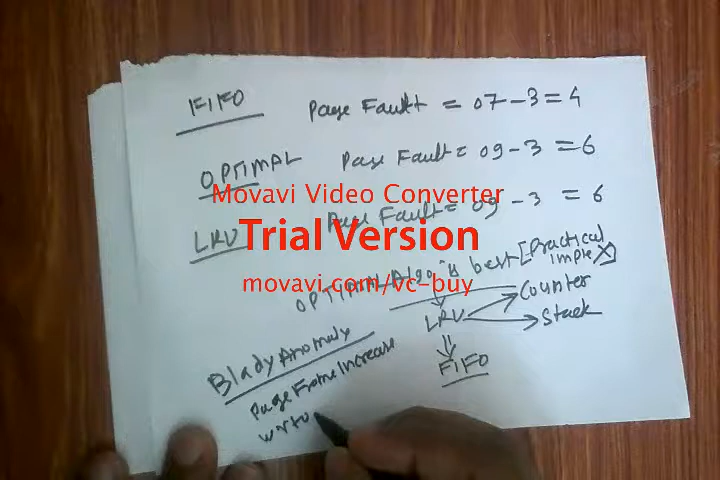 FIFO Page Fault = 07 - 3 = 4
OPTIMAL Page Fault = 09 - 3 = 6
Movavi Video Converter
LRU Page Fault = 09 - 3 = 6
Trial Version
movavi.com/vc-buy
OPTIMAL Algo is best [Practical
imple X]
LRU Counter
Stack
FIFO
Blady Anomaly
Page Frame Increase
w.r.to